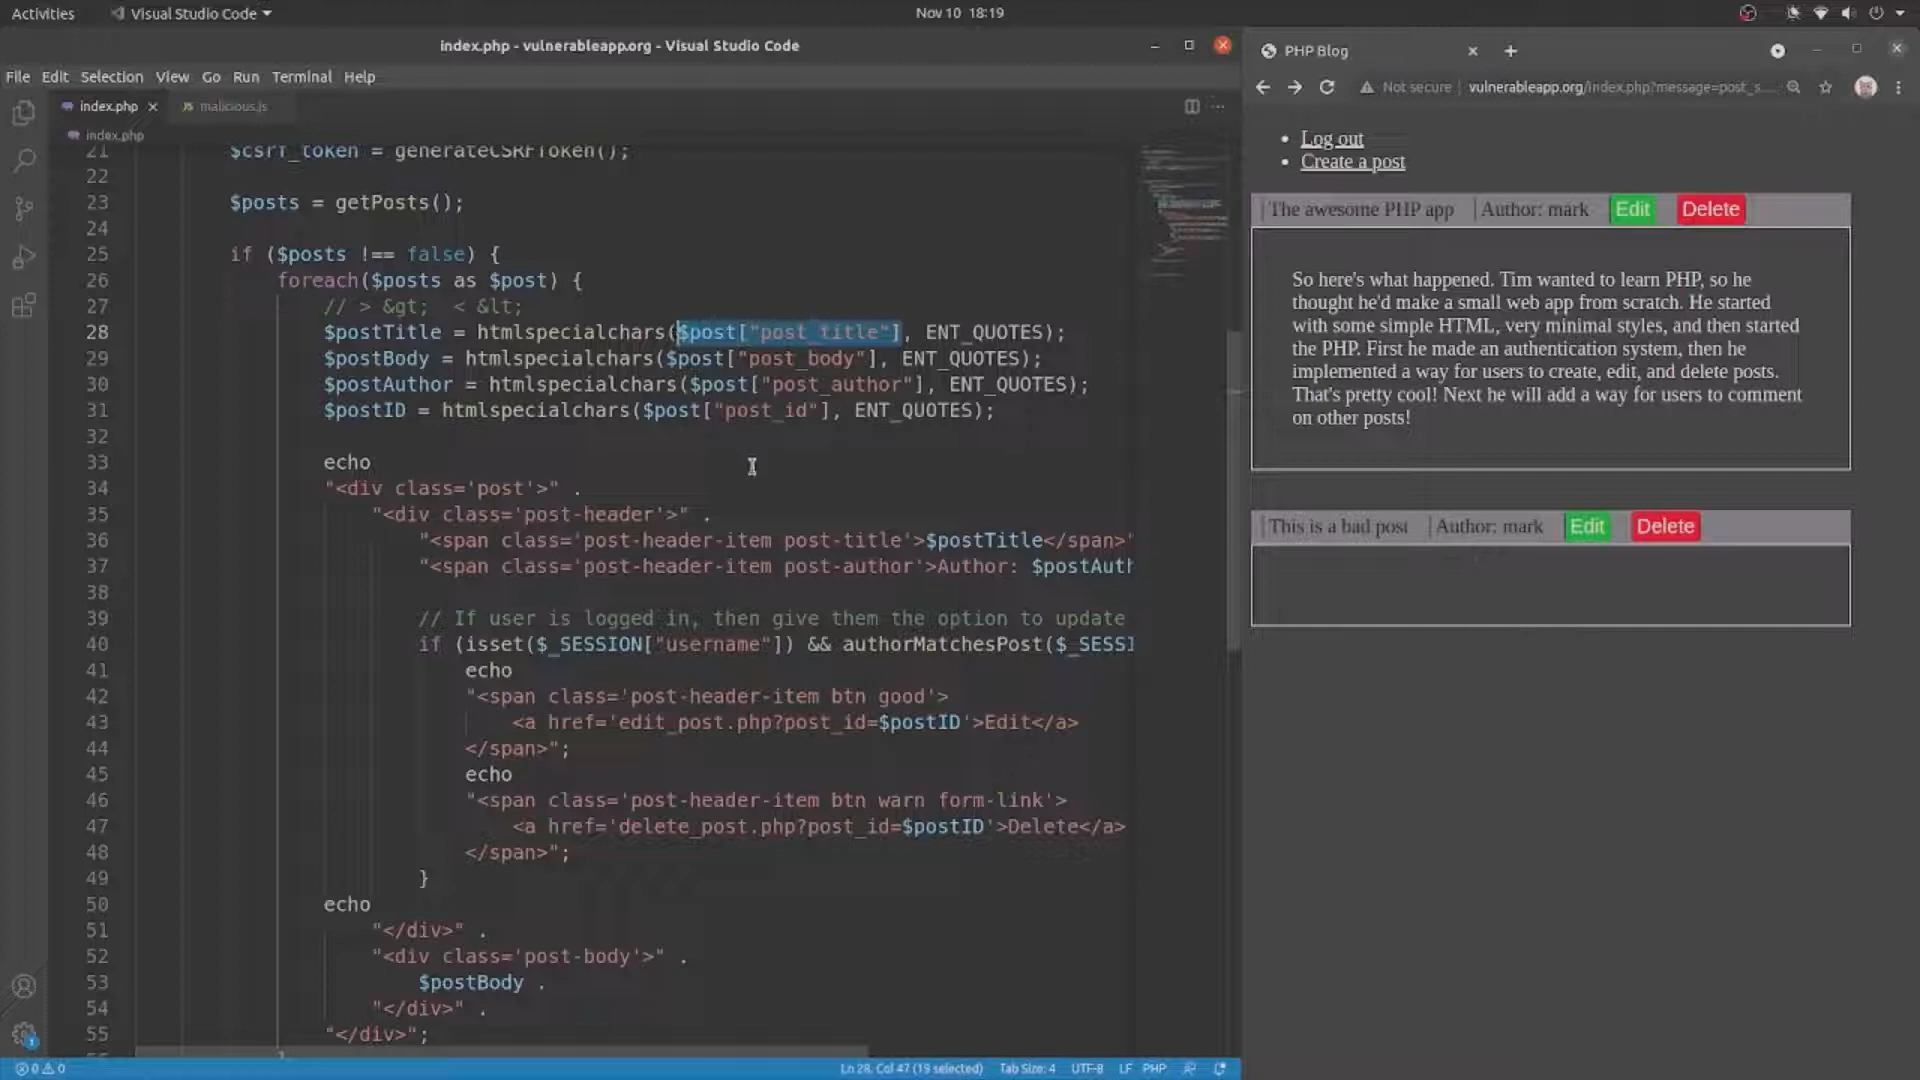 Activities
Visual Studio Code
Nov 10 18:19
index.php - vulnerableapp.org - Visual Studio Code
File Edit Selection View Go Run Terminal Help
index.php
malicious.js
index.php
21 $csrf_token = generateCSRFToken();
22
23 $posts = getPosts();
24
25 if ($posts !== false) {
26 foreach($posts as $post) {
27 // > &gt; < &lt;
28 $postTitle = htmlspecialchars($post["post_title"], ENT_QUOTES);
29 $postBody = htmlspecialchars($post["post_body"], ENT_QUOTES);
30 $postAuthor = htmlspecialchars($post["post_author"], ENT_QUOTES);
31 $postID = htmlspecialchars($post["post_id"], ENT_QUOTES);
32
33 echo
34 "<div class='post'>" .
35 "<div class='post-header'>" .
36 "<span class='post-header-item post-title'>$postTitle</span>"
37 "<span class='post-header-item post-author'>Author: $postAuth
38
39 // If user is logged in, then give them the option to update
40 if (isset($_SESSION["username"]) && authorMatchesPost($_SESSI
41 echo
42 "<span class='post-header-item btn good'>
43 <a href='edit_post.php?post_id=$postID'>Edit</a>
44 </span>";
45 echo
46 "<span class='post-header-item btn warn form-link'>
47 <a href='delete_post.php?post_id=$postID'>Delete</a>
48 </span>";
49 }
50 echo
51 "</div>" .
52 "<div class='post-body'>" .
53 $postBody .
54 "</div>" .
55 "</div>";
0 0
Ln 28, Col 47 (19 selected) Tab Size: 4 UTF-8 LF PHP
PHP Blog
Not secure | vulnerableapp.org/index.php?message=post_s...
• Log out
• Create a post
The awesome PHP app | Author: mark Edit Delete
So here's what happened. Tim wanted to learn PHP, so he
thought he'd make a small web app from scratch. He started
with some simple HTML, very minimal styles, and then started
the PHP. First he made an authentication system, then he
implemented a way for users to create, edit, and delete posts.
That's pretty cool! Next he will add a way for users to comment
on other posts!
This is a bad post | Author: mark Edit Delete